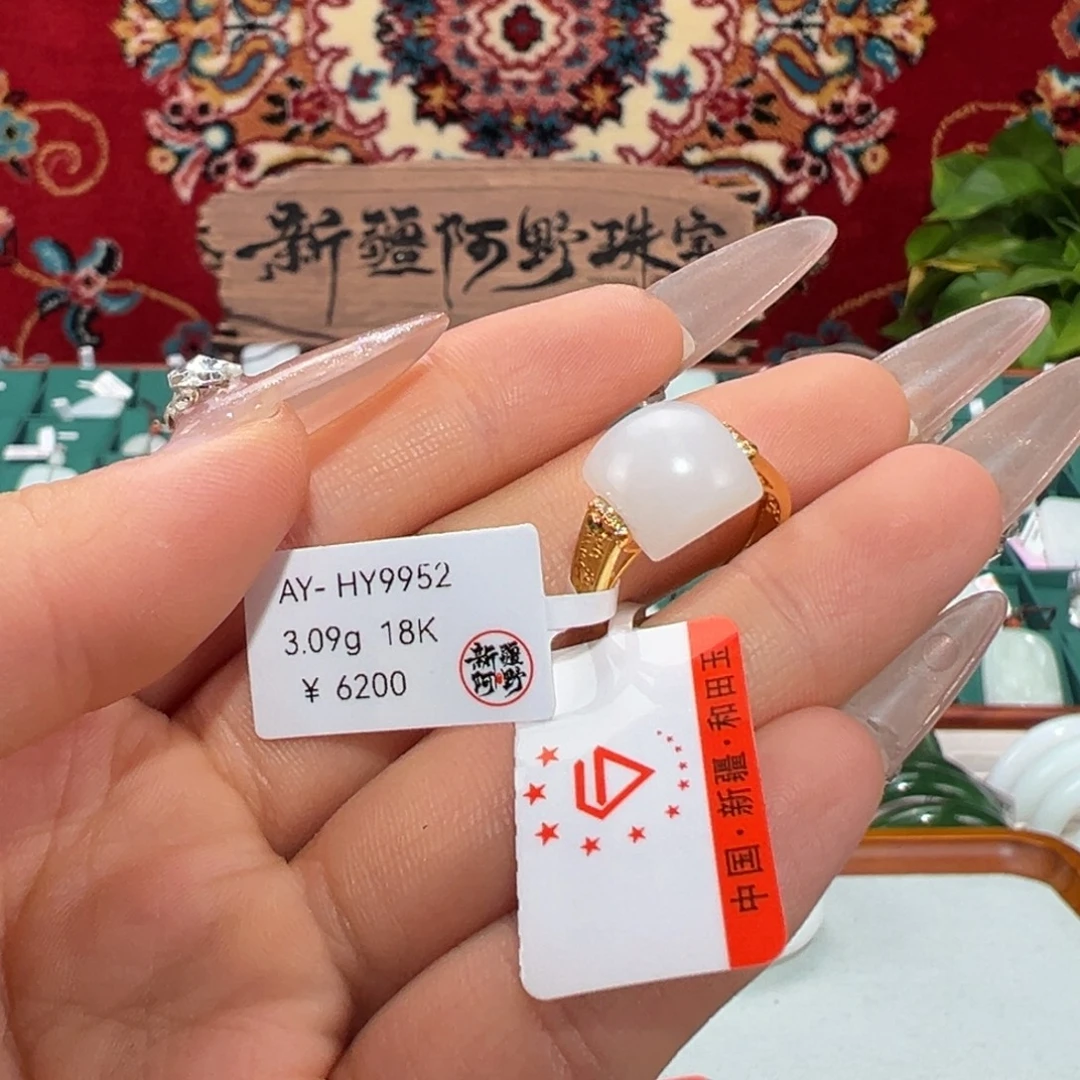 新疆阿野珠宝
AY- HY9952
3.09g 18K
¥ 6200
新疆
阿野
中国·新疆·和田玉